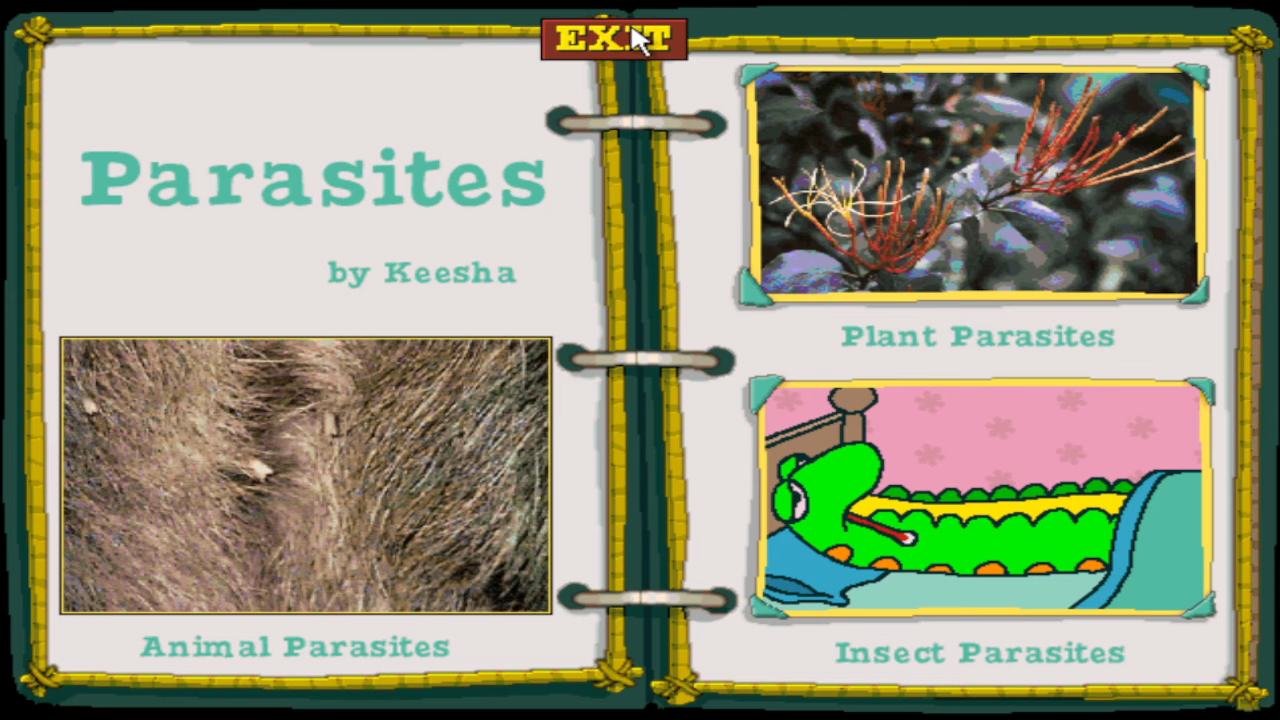 EXIT
Parasites
by Keesha
Animal Parasites
Plant Parasites
Insect Parasites